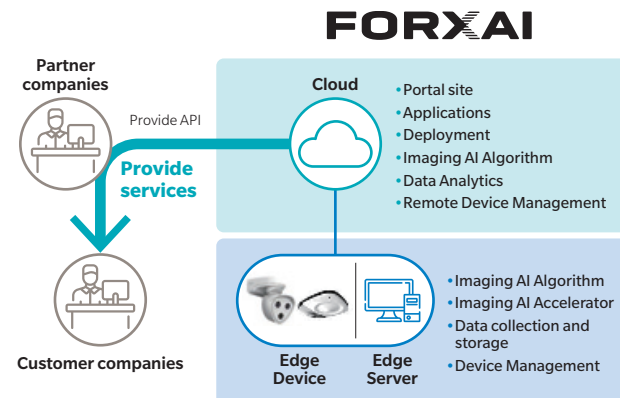 FORXAI
Partner
companies
Provide API
Provide
services
Customer companies
Cloud
•Portal site
•Applications
•Deployment
•Imaging AI Algorithm
•Data Analytics
•Remote Device Management
Edge
Device
Edge
Server
•Imaging AI Algorithm
•Imaging AI Accelerator
•Data collection and
storage
•Device Management